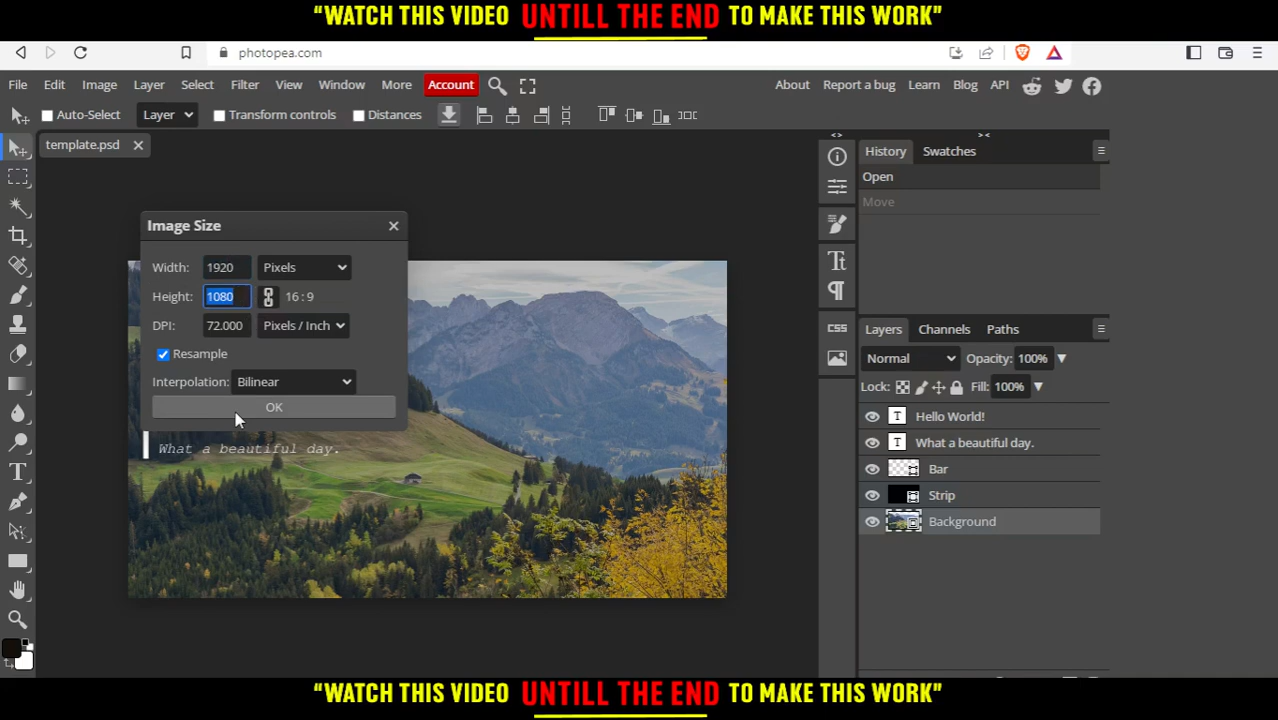 “WATCH THIS VIDEO UNTILL THE END TO MAKE THIS WORK”
photopea.com
File Edit Image Layer Select Filter View Window More Account About Report a bug Learn Blog API
Auto-Select Layer Transform controls Distances
template.psd
History Swatches
Open
Move
Image Size
Width: 1920 Pixels
Height: 1080 16 : 9
DPI: 72.000 Pixels / Inch
Resample
Interpolation: Bilinear
OK
What a beautiful day.
CSS
Layers Channels Paths
Normal Opacity: 100%
Lock: Fill: 100%
Hello World!
What a beautiful day.
Bar
Strip
Background
“WATCH THIS VIDEO UNTILL THE END TO MAKE THIS WORK”